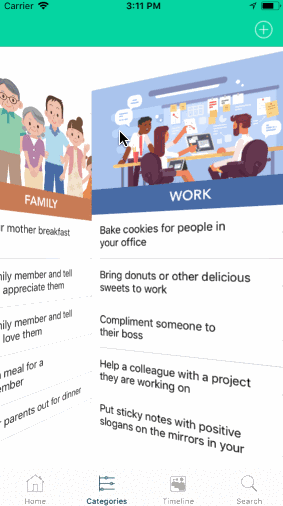 Carrier
3:11 PM
FAMILY
r mother breakfast
nily member and tell
appreciate them
nily member and tell
love them
meal for a
ember
parents out for dinner
WORK
Bake cookies for people in
your office
Bring donuts or other delicious
sweets to work
Compliment someone to
their boss
Help a colleague with a project
they are working on
Put sticky notes with positive
slogans on the mirrors in your
Home
Categories
Timeline
Search